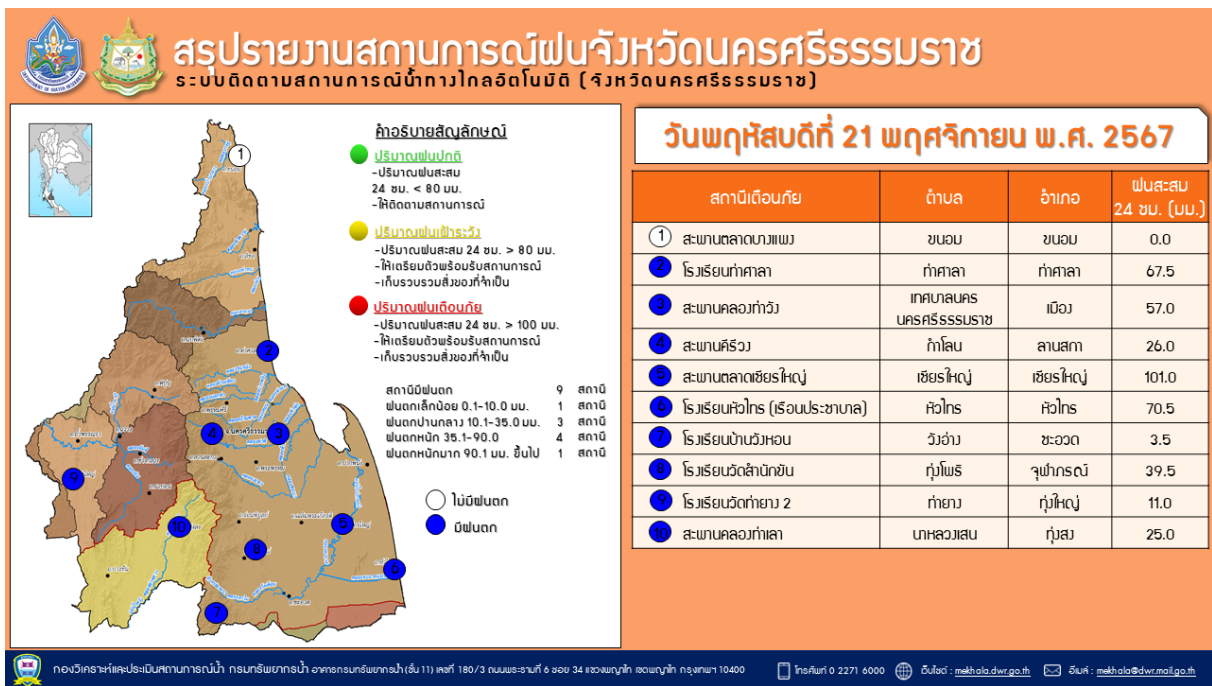 สรุปรายงานสถานการณ์ฝนจังหวัดนครศรีธรรมราช
ระบบติดตามสถานการณ์น้ำทางไกลอัตโนมัติ (จังหวัดนครศรีธรรมราช)
คำอธิบายสัญลักษณ์
ปริมาณฝนปกติ
-ปริมาณฝนสะสม
24 ชม. < 80 มม.
-ให้ติดตามสถานการณ์
ปริมาณฝนเฝ้าระวัง
-ปริมาณฝนสะสม 24 ชม. > 80 มม.
-ให้เตรียมตัวพร้อมรับสถานการณ์
-เก็บรวบรวมสิ่งของที่จำเป็น
ปริมาณฝนเตือนภัย
-ปริมาณฝนสะสม 24 ชม. > 100 มม.
-ให้เตรียมตัวพร้อมรับสถานการณ์
-เก็บรวบรวมสิ่งของที่จำเป็น
สถานีมีฝนตก 9 สถานี
ฝนตกเล็กน้อย 0.1-10.0 มม. 1 สถานี
ฝนตกปานกลาง 10.1-35.0 มม. 3 สถานี
ฝนตกหนัก 35.1-90.0 4 สถานี
ฝนตกหนักมาก 90.1 มม. ขึ้นไป 1 สถานี
ไม่มีฝนตก
มีฝนตก
1
2
4
3
9
10
5
8
6
7
วันพฤหัสบดีที่ 21 พฤศจิกายน พ.ศ. 2567
สถานีเตือนภัย ตำบล อำเภอ ฝนสะสม
24 ชม. (มม.)
1 สะพานตลาดบางแพง ขนอม ขนอม 0.0
2 โรงเรียนท่าศาลา ท่าศาลา ท่าศาลา 67.5
3 สะพานคลองท่าวัง เทศบาลนคร
นครศรีธรรมราช เมือง 57.0
4 สะพานคีรีวง กำโลน ลานสกา 26.0
5 สะพานตลาดเชียรใหญ่ เชียรใหญ่ เชียรใหญ่ 101.0
6 โรงเรียนหัวไทร (เรือนประชาบาล) หัวไทร หัวไทร 70.5
7 โรงเรียนบ้านวังหอน วังอ่าง ชะอวด 3.5
8 โรงเรียนวัดสำนักขัน ทุ่งโพธิ จุฬาภรณ์ 39.5
9 โรงเรียนวัดท่ายาง 2 ท่ายาง ทุ่งใหญ่ 11.0
10 สะพานคลองท่าเลา นาหลวงเสน ทุ่งสง 25.0
กองวิเคราะห์และประเมินสถานการณ์น้ำ กรมทรัพยากรน้ำ อาคารกรมทรัพยากรน้ำ (ชั้น 11) เลขที่ 180/3 ถนนพระรามที่ 6 ซอย 34 แขวงพญาไท เขตพญาไท กรุงเทพฯ 10400 โทรศัพท์ 0 2271 6000 เว็บไซต์ : mekhala.dwr.go.th อีเมล์ : mekhala@dwr.mail.go.th